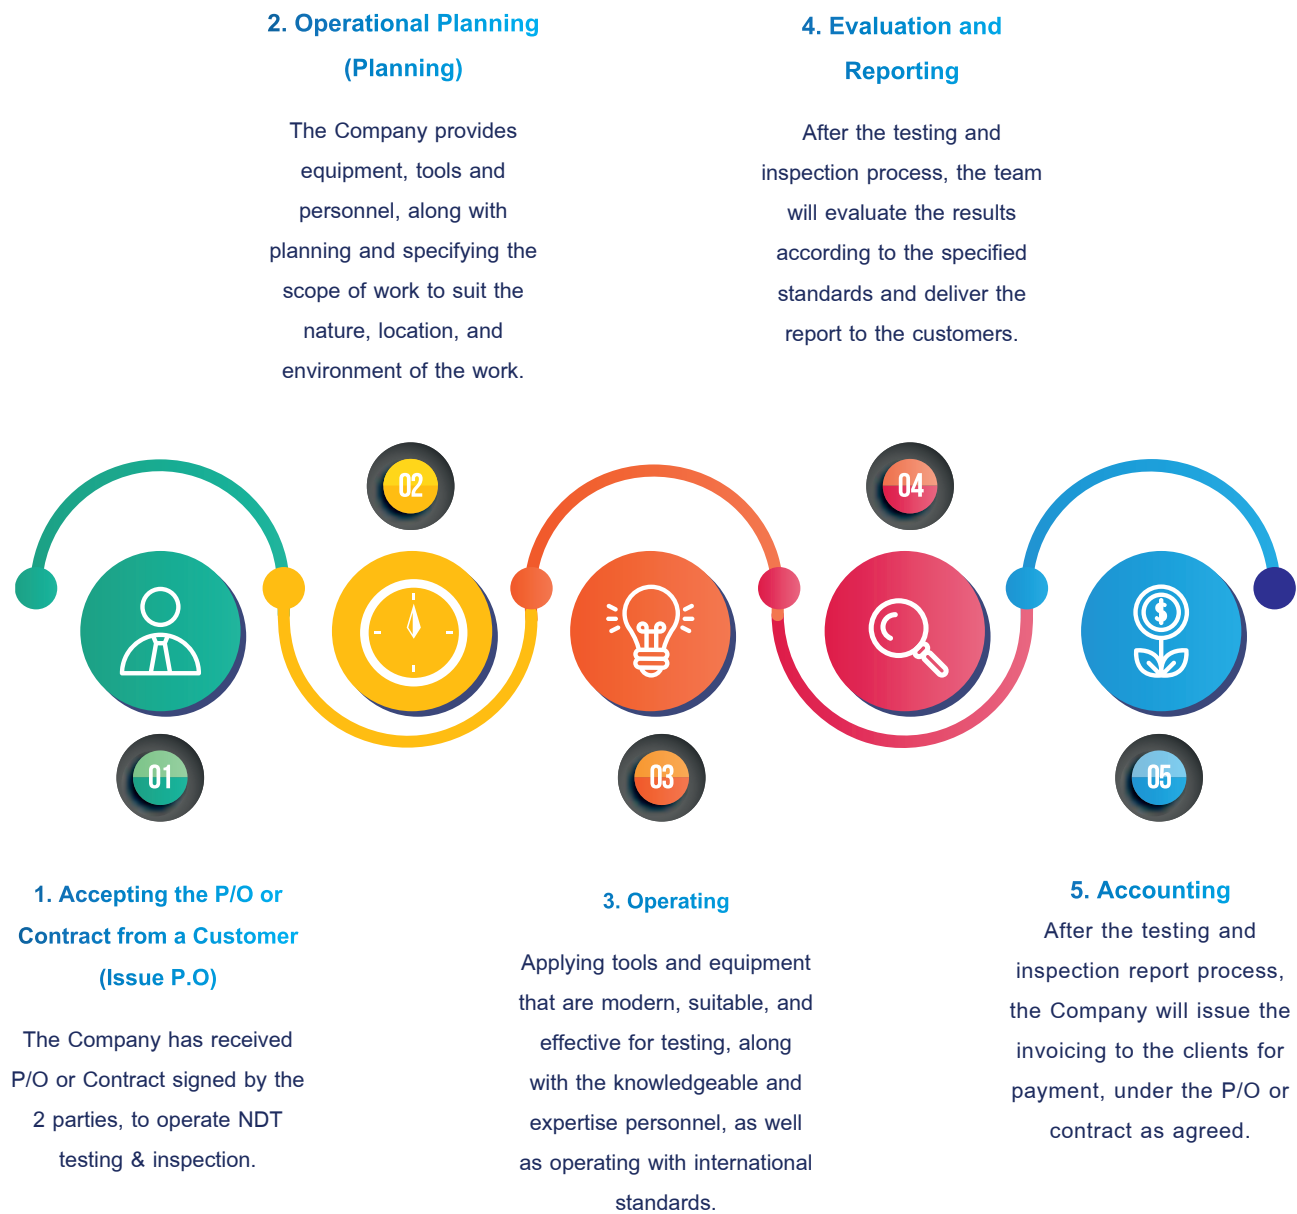 2. Operational Planning
(Planning)
The Company provides
equipment, tools and
personnel, along with
planning and specifying the
scope of work to suit the
nature, location, and
environment of the work.
4. Evaluation and
Reporting
After the testing and
inspection process, the team
will evaluate the results
according to the specified
standards and deliver the
report to the customers.
02
04
01
03
05
1. Accepting the P/O or
Contract from a Customer
(Issue P.O)
The Company has received
P/O or Contract signed by the
2 parties, to operate NDT
testing & inspection.
3. Operating
Applying tools and equipment
that are modern, suitable, and
effective for testing, along
with the knowledgeable and
expertise personnel, as well
as operating with international
standards.
5. Accounting
After the testing and
inspection report process,
the Company will issue the
invoicing to the clients for
payment, under the P/O or
contract as agreed.